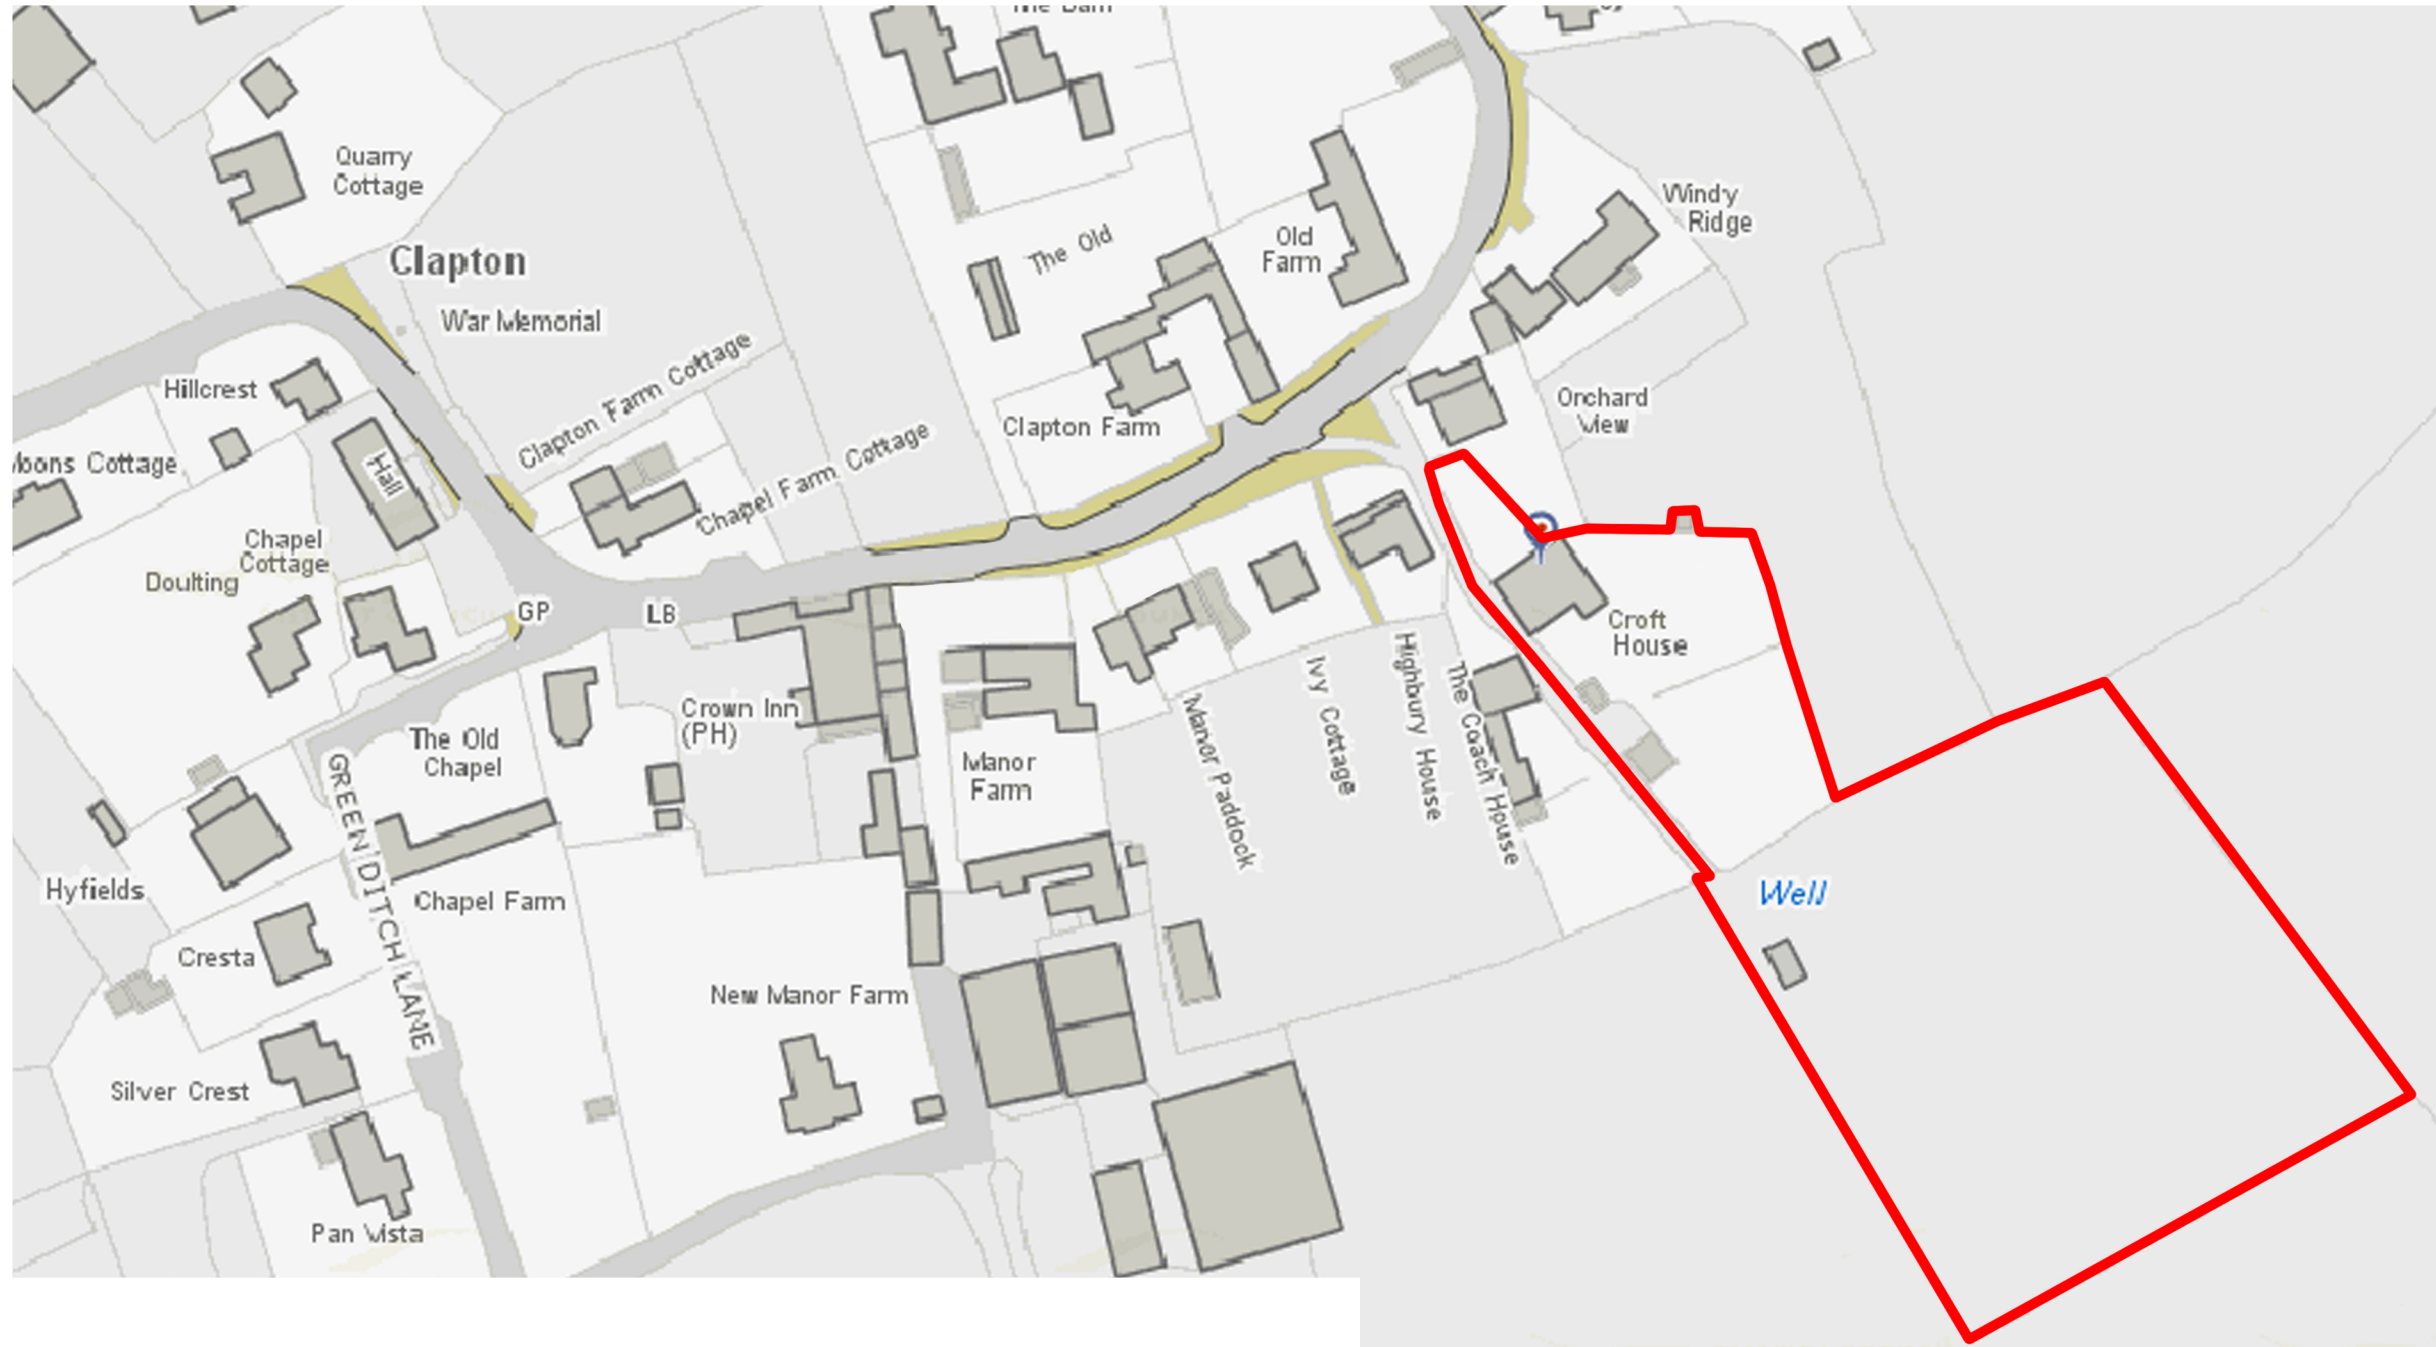 Quarry
Cottage
Clapton
War Memorial
The Old
Old
Farm
Windy
Ridge
Hillcrest
Clapton Farm Cottage
Orchard
View
Clapton Farm
Chapel Farm Cottage
Cottage
Hall
Chapel
Cottage
Doulting
GP
LB
Croft
House
Crown Inn
(PH)
The Old
Chapel
Manor
Farm
Manor Paddock
Ivy Cottage
Highbury House
The Coach House
GREEN DITCH LANE
Hyfields
Chapel Farm
Well
Cresta
New Manor Farm
Silver Crest
Pan Vista